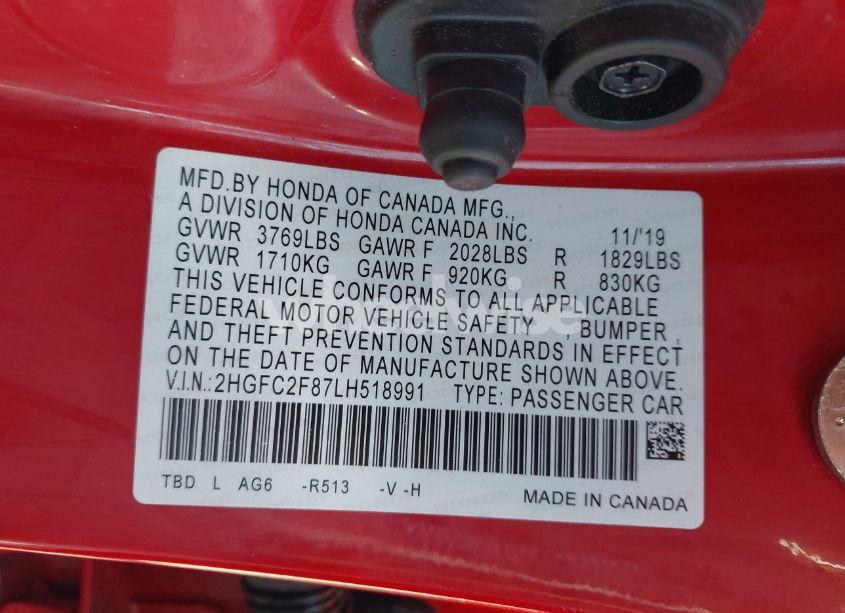 MFD.BY HONDA OF CANADA MFG.,
A DIVISION OF HONDA CANADA INC. 11/'19
GVWR 3769LBS GAWR F 2028LBS R 1829LBS
GVWR 1710KG GAWR F 920KG R 830KG
THIS VEHICLE CONFORMS TO ALL APPLICABLE
FEDERAL MOTOR VEHICLE SAFETY , BUMPER ,
AND THEFT PREVENTION STANDARDS IN EFFECT
ON THE DATE OF MANUFACTURE SHOWN ABOVE.
V.I.N.:2HGFC2F87LH518991 TYPE: PASSENGER CAR
TBD L AG6 -R513 -V -H MADE IN CANADA